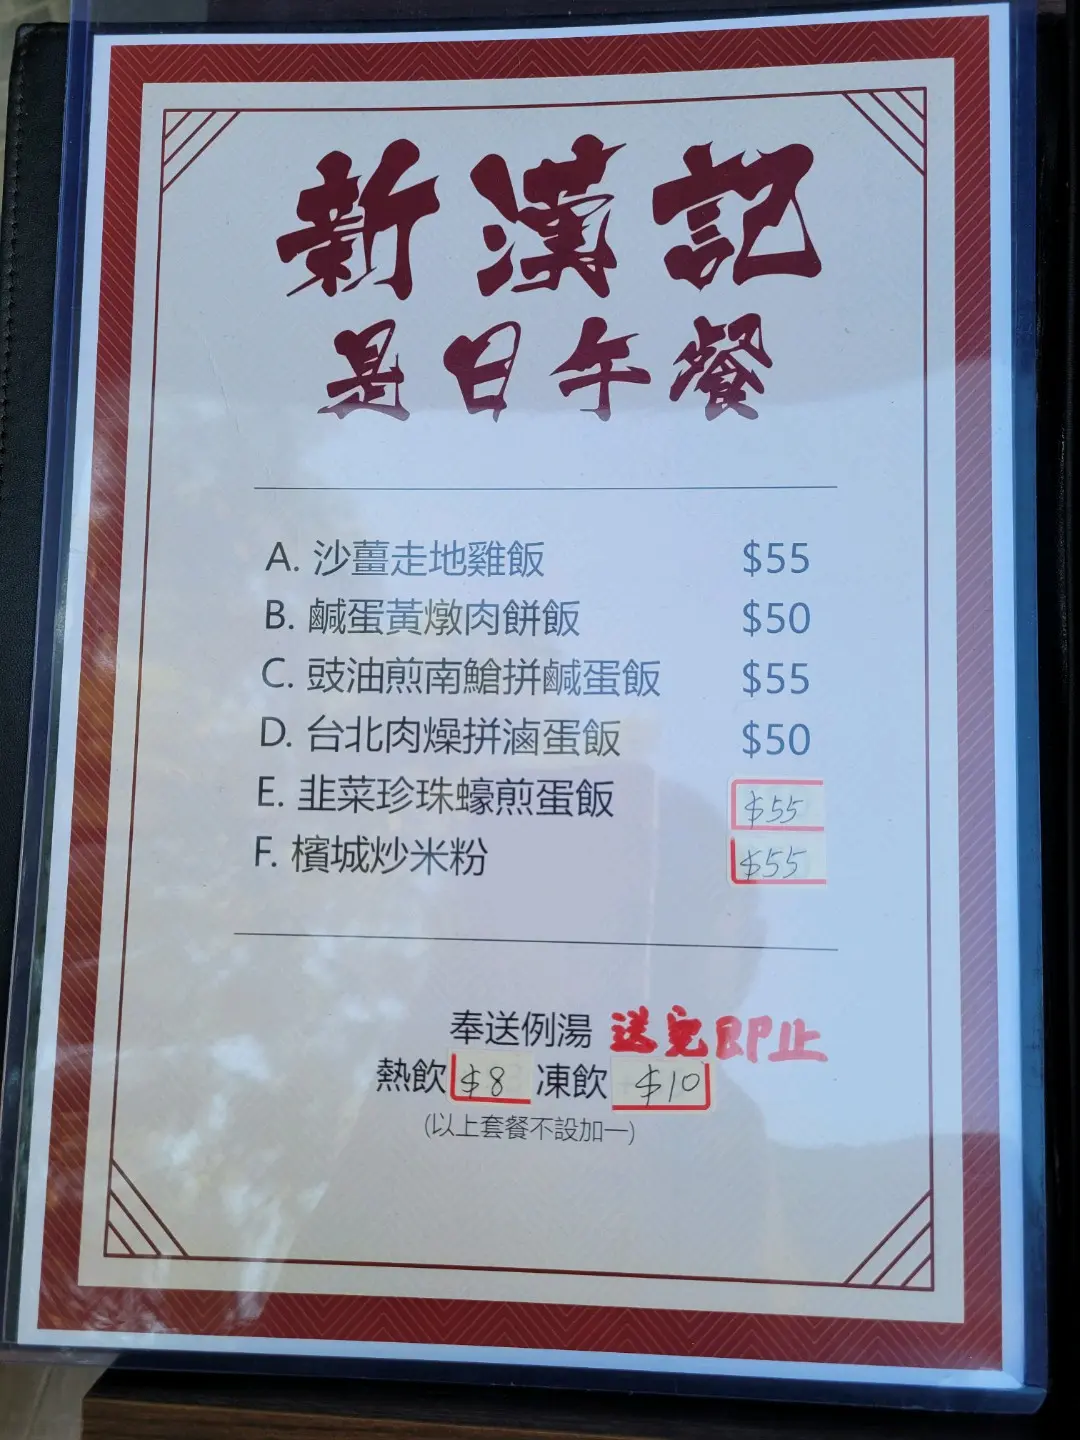 新漢記
是日午餐
A. 沙薑走地雞飯 $55
B. 鹹蛋黃燉肉餅飯 $50
C. 豉油煎南鯧拼鹹蛋飯 $55
D. 台北肉燥拼滷蛋飯 $50
E. 韭菜珍珠蠔煎蛋飯 $55
F. 檳城炒米粉 $55
奉送例湯 送完即止
熱飲 $8 凍飲 $10
(以上套餐不設加一)